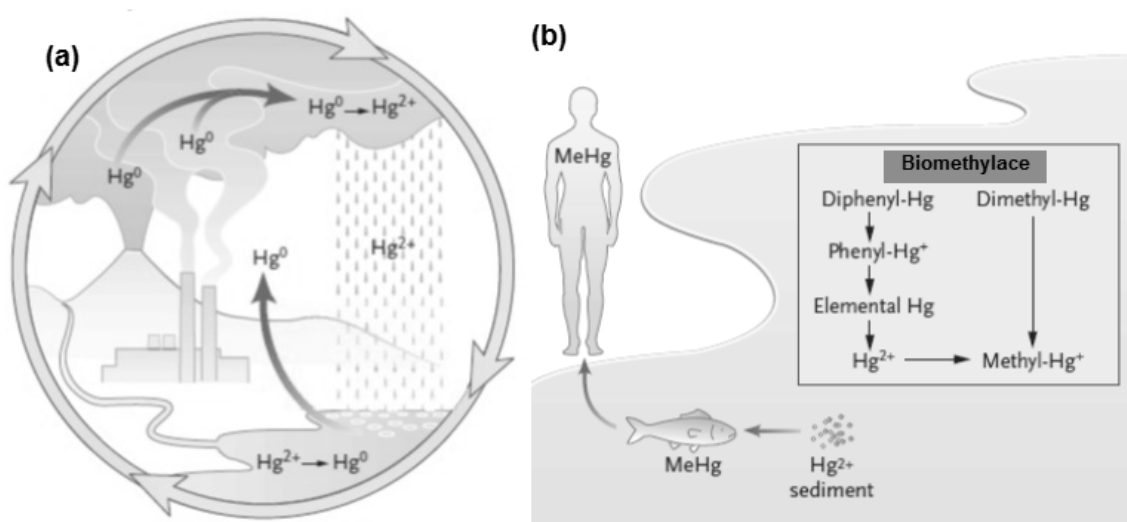 (a)
Hg⁰ → Hg²⁺
Hg⁰
Hg⁰
Hg²⁺
Hg⁰
Hg²⁺ → Hg⁰
(b)
MeHg
Biomethylace
Diphenyl-Hg
Dimethyl-Hg
Phenyl-Hg⁺
Elemental Hg
Hg²⁺
Methyl-Hg⁺
MeHg
Hg²⁺
sediment